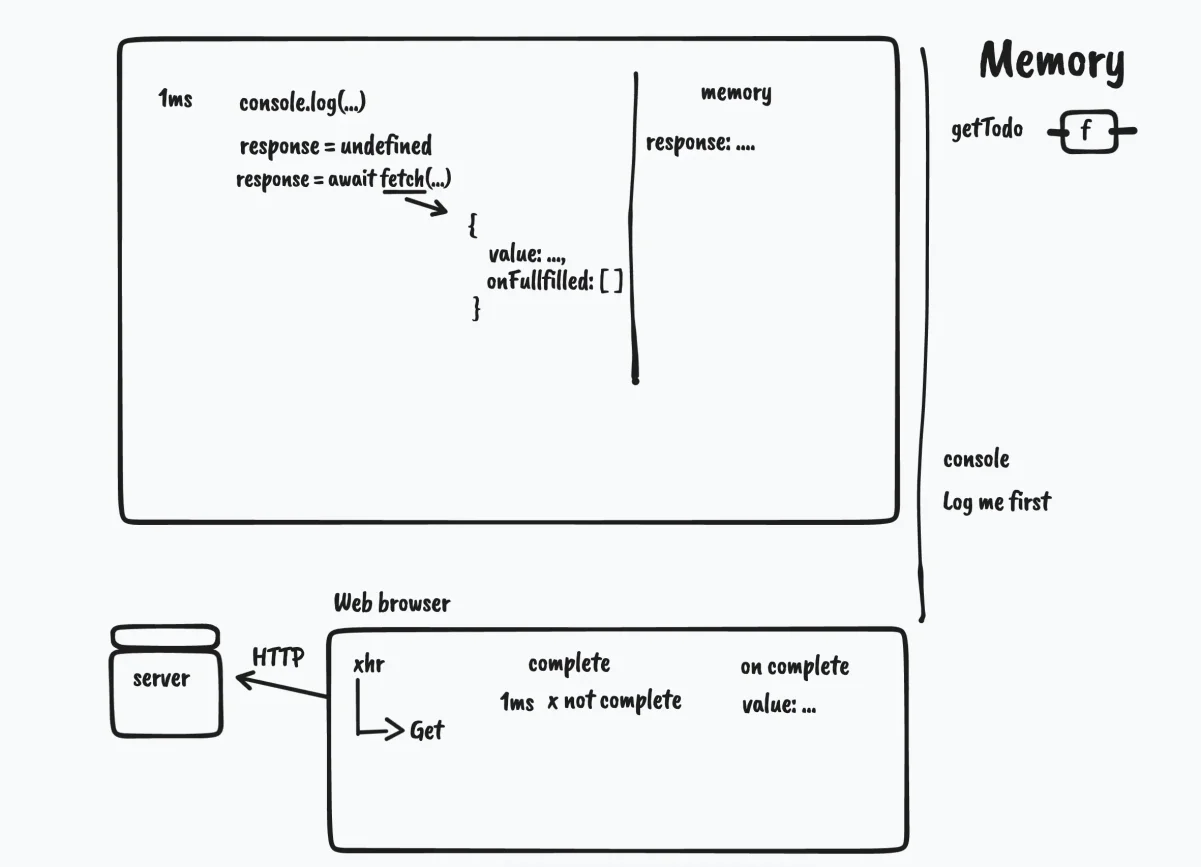 Memory
getTodo f
1ms console.log(...)
response = undefined
response = await fetch(...)
{
value: ...,
onFullfilled: [ ]
}
memory
response: ....
console
Log me first
Web browser
server
HTTP
xhr
Get
complete
1ms x not complete
on complete
value: ...